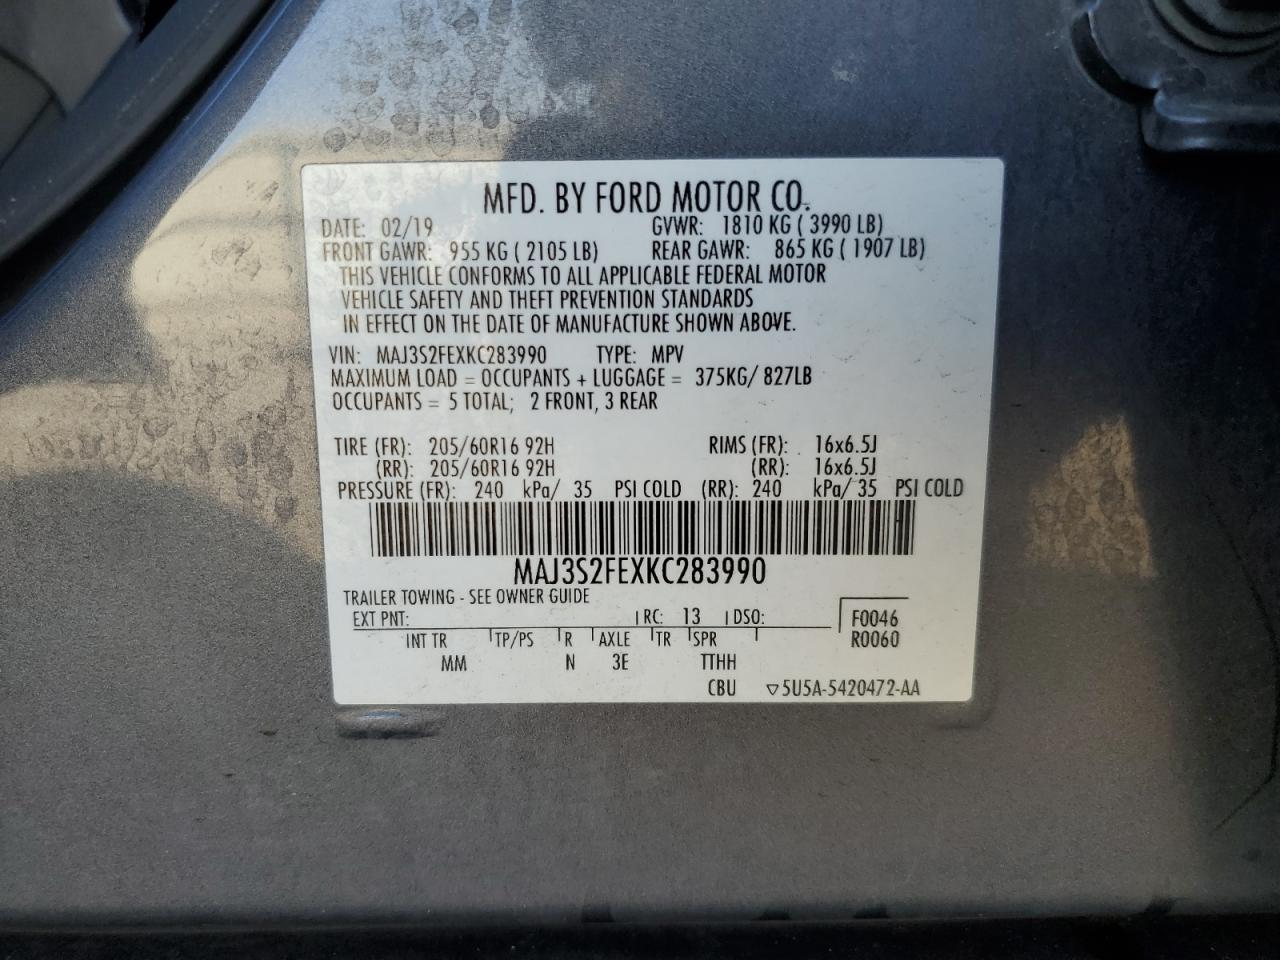 MFD. BY FORD MOTOR CO.
DATE: 02/19 GVWR: 1810 KG ( 3990 LB)
FRONT GAWR: 955 KG ( 2105 LB) REAR GAWR: 865 KG ( 1907 LB)
THIS VEHICLE CONFORMS TO ALL APPLICABLE FEDERAL MOTOR
VEHICLE SAFETY AND THEFT PREVENTION STANDARDS
IN EFFECT ON THE DATE OF MANUFACTURE SHOWN ABOVE.
VIN: MAJ3S2FEXKC283990 TYPE: MPV
MAXIMUM LOAD = OCCUPANTS + LUGGAGE = 375KG/ 827LB
OCCUPANTS = 5 TOTAL; 2 FRONT, 3 REAR
TIRE (FR): 205/60R16 92H RIMS (FR): 16x6.5J
(RR): 205/60R16 92H (RR): 16x6.5J
PRESSURE (FR): 240 kPa/ 35 PSI COLD (RR): 240 kPa/ 35 PSI COLD
MAJ3S2FEXKC283990
TRAILER TOWING - SEE OWNER GUIDE
EXT PNT: RC: 13 DSO: F0046
INT TR TP/PS R AXLE TR SPR R0060
MM N 3E TTHH
CBU ▽5U5A-5420472-AA